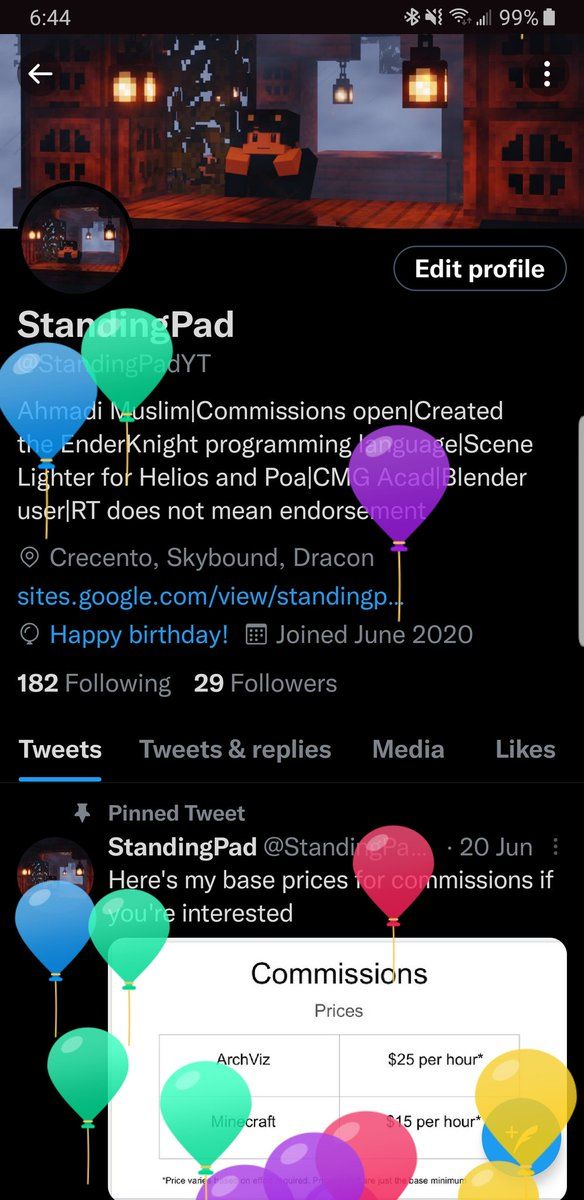 6:44
99%
Edit profile
StandingPad
@StandingPadYT
Ahmadi Muslim|Commissions open|Created
the EnderKnight programming language|Scene
Lighter for Helios and Poa|CMG Acad|Blender
user|RT does not mean endorsement
Crecento, Skybound, Dracon
sites.google.com/view/standingp...
Happy birthday! Joined June 2020
182 Following 29 Followers
Tweets Tweets & replies Media Likes
Pinned Tweet
StandingPad @StandingPa... · 20 Jun
Here's my base prices for commissions if
you're interested
Commissions
Prices
ArchViz $25 per hour*
Minecraft $15 per hour*
*Price varies based on effort required. are just the base minimum